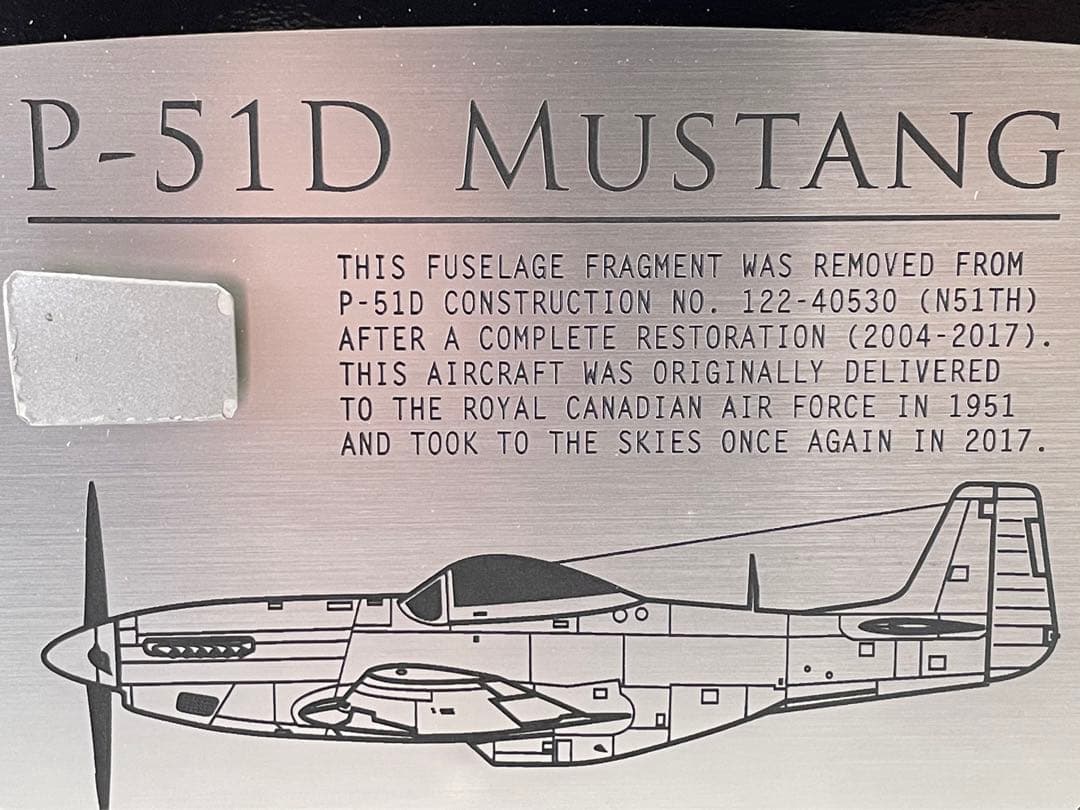 P-51D MUSTANG
THIS FUSELAGE FRAGMENT WAS REMOVED FROM
P-51D CONSTRUCTION NO. 122-40530 (N51TH)
AFTER A COMPLETE RESTORATION (2004-2017).
THIS AIRCRAFT WAS ORIGINALLY DELIVERED
TO THE ROYAL CANADIAN AIR FORCE IN 1951
AND TOOK TO THE SKIES ONCE AGAIN IN 2017.